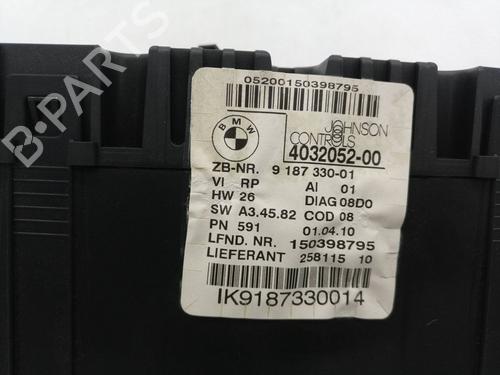 05200150398795
BMW
JOHNSON
CONTROLS
4032052-00
ZB-NR. 9 187 330-01
VI RP AI 01
HW 26 DIAG 08D0
SW A3.45.82 COD 08
PN 591 01.04.10
LFND. NR. 150398795
LIEFERANT 258115 10
IK9187330014
B-PARTS